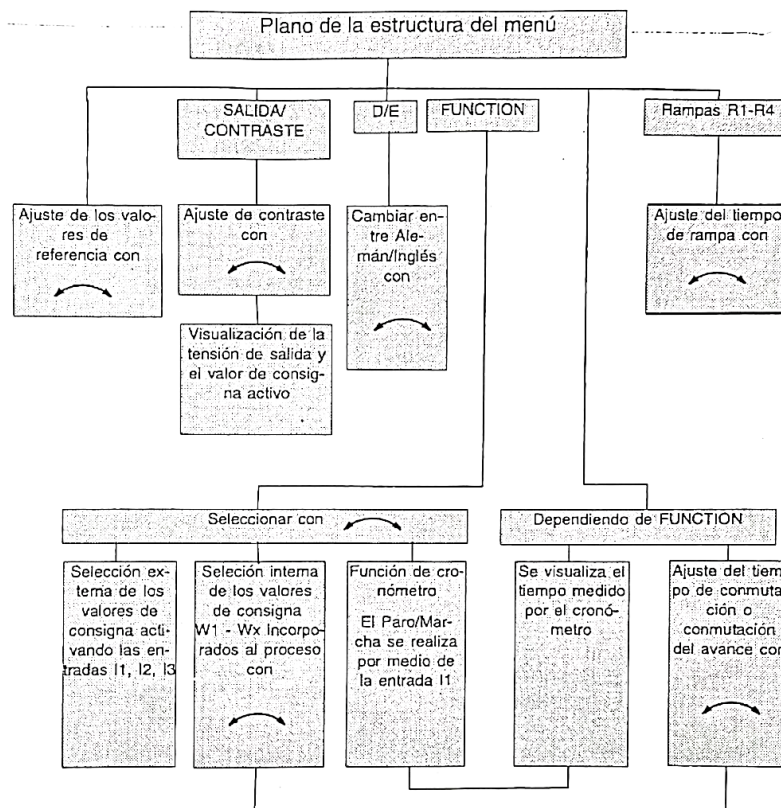 Plano de la estructura del menú
SALIDA/
CONTRASTE
D/E
FUNCTION
Rampas R1-R4
Ajuste de los valo-
res de
referencia con
Ajuste de contraste
con
Cambiar en-
tre Ale-
mán/Inglés
con
Ajuste del tiempo
de rampa con
Visualización de la
tensión de salida y
el valor de consig-
na activo
Seleccionar con
Dependiendo de FUNCTION
Selección ex-
terna de los
valores de
consigna acti-
vando las en-
tradas I1, I2, I3
Seleción interna
de los valores
de consigna
W1 - Wx Incorpo-
rados al proceso
con
Función de cro-
nómetro
El Paro/Mar-
cha se realiza
por medio de
la entrada I1
Se visualiza el
tiempo medido
por el cronó-
metro
Ajuste del tiem
po de conmuta
ción o
conmutación
del avance con